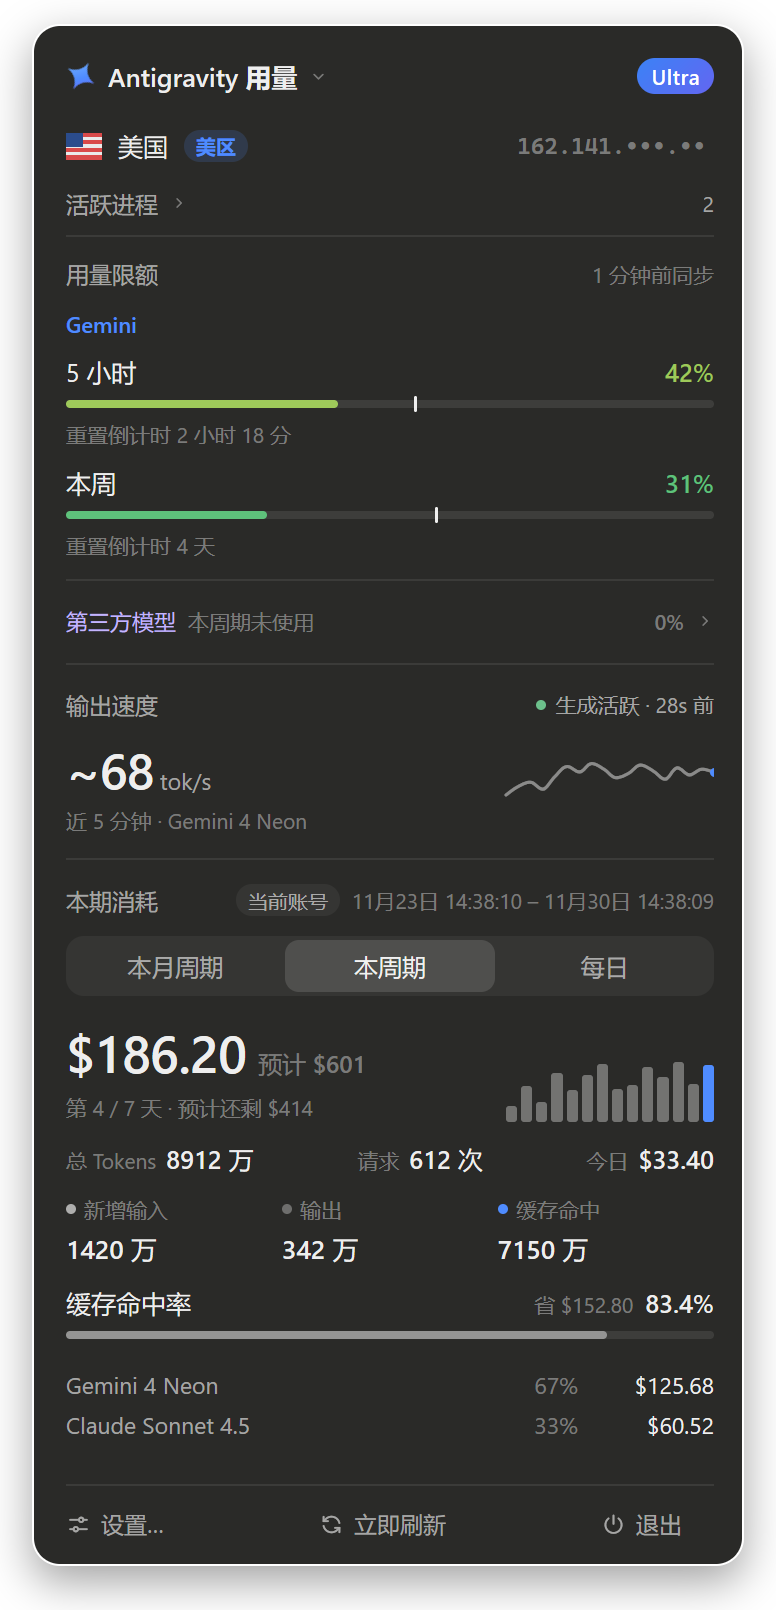 Antigravity 用量
Ultra
美国 美区 162.141.•••.••
活跃进程 2
用量限额 1 分钟前同步
Gemini
5 小时 42%
重置倒计时 2 小时 18 分
本周 31%
重置倒计时 4 天
第三方模型 本周期未使用 0%
输出速度 生成活跃 · 28s 前
~68 tok/s
近 5 分钟 · Gemini 4 Neon
本期消耗 当前账号 11月23日 14:38:10 – 11月30日 14:38:09
本月周期 本周期 每日
$186.20 预计 $601
第 4 / 7 天 · 预计还剩 $414
总 Tokens 8912 万 请求 612 次 今日 $33.40
新增输入 输出 缓存命中
1420 万 342 万 7150 万
缓存命中率 省 $152.80 83.4%
Gemini 4 Neon 67% $125.68
Claude Sonnet 4.5 33% $60.52
设置... 立即刷新 退出